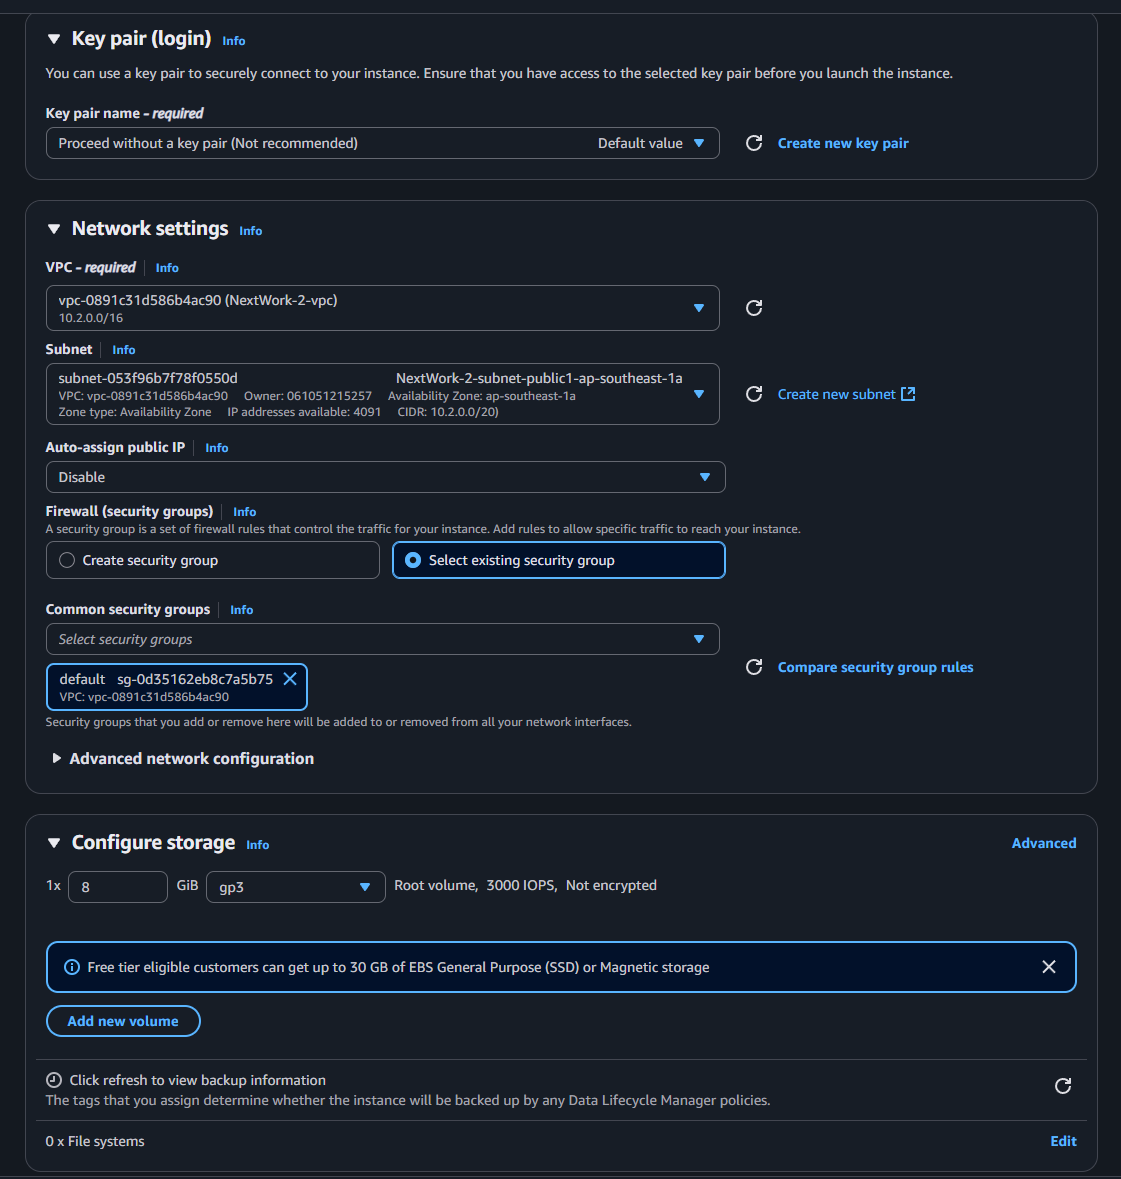 Key pair (login) Info
You can use a key pair to securely connect to your instance. Ensure that you have access to the selected key pair before you launch the instance.
Key pair name - required
Proceed without a key pair (Not recommended) Default value
Create new key pair
Network settings Info
VPC - required Info
vpc-0891c31d586b4ac90 (NextWork-2-vpc)
10.2.0.0/16
Subnet Info
subnet-053f96b7f78f0550d NextWork-2-subnet-public1-ap-southeast-1a
VPC: vpc-0891c31d586b4ac90 Owner: 061051215257 Availability Zone: ap-southeast-1a
Zone type: Availability Zone IP addresses available: 4091 CIDR: 10.2.0.0/20)
Create new subnet
Auto-assign public IP Info
Disable
Firewall (security groups) Info
A security group is a set of firewall rules that control the traffic for your instance. Add rules to allow specific traffic to reach your instance.
Create security group Select existing security group
Common security groups Info
Select security groups
default sg-0d35162eb8c7a5b75
VPC: vpc-0891c31d586b4ac90
Compare security group rules
Security groups that you add or remove here will be added to or removed from all your network interfaces.
Advanced network configuration
Configure storage Info Advanced
1x 8 GiB gp3 Root volume, 3000 IOPS, Not encrypted
Free tier eligible customers can get up to 30 GB of EBS General Purpose (SSD) or Magnetic storage
Add new volume
Click refresh to view backup information
The tags that you assign determine whether the instance will be backed up by any Data Lifecycle Manager policies.
0 x File systems Edit